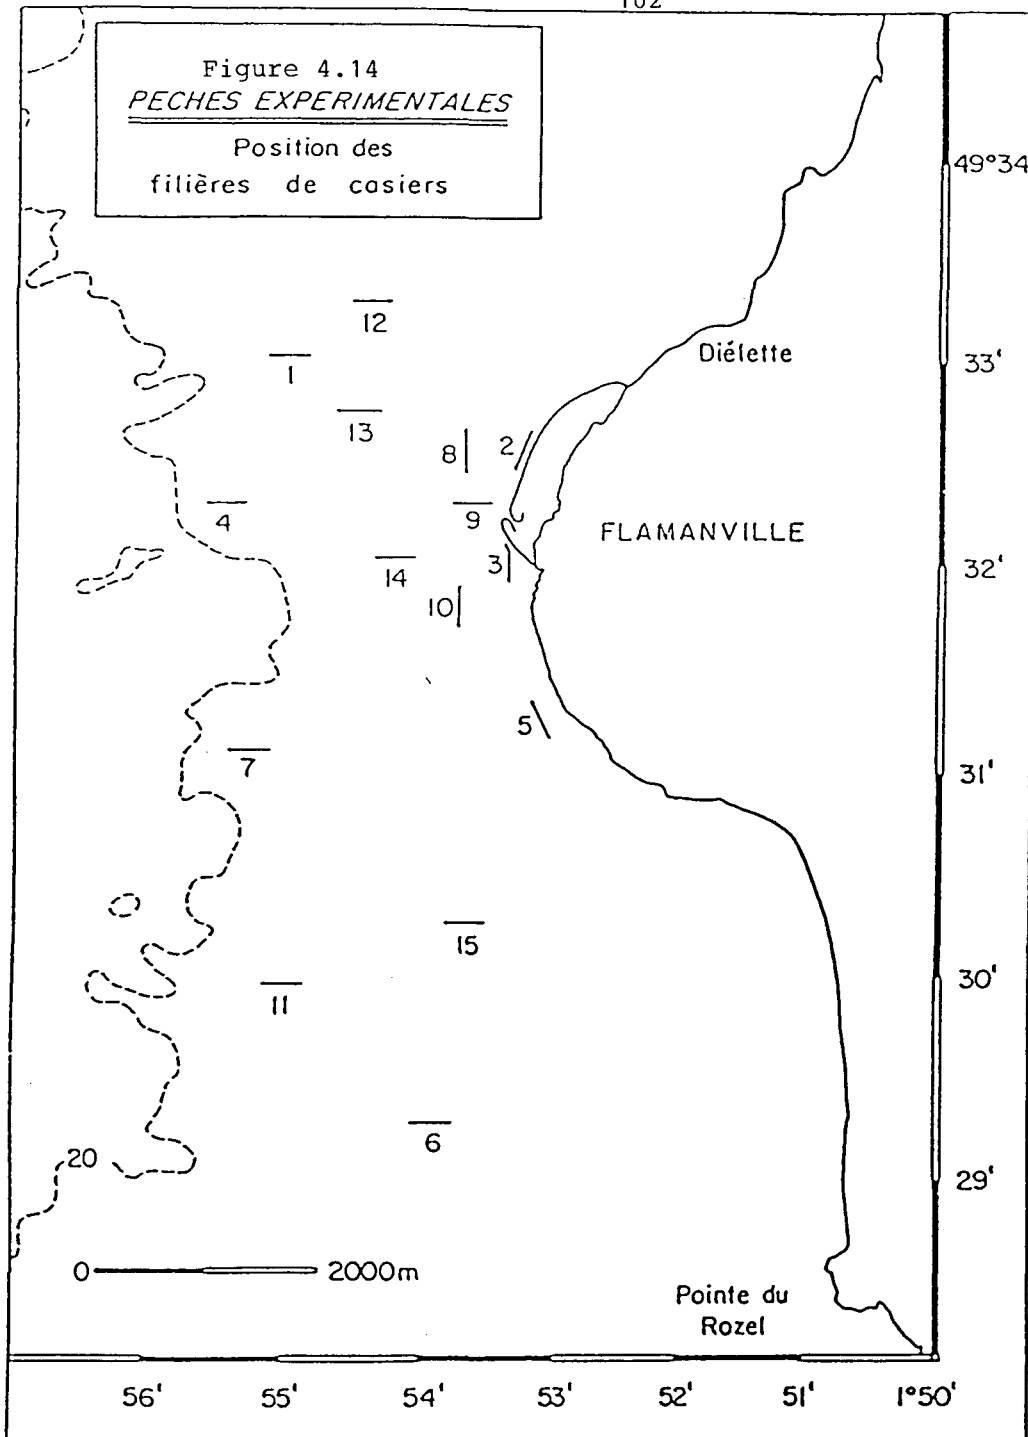 102
Figure 4.14
PECHES EXPERIMENTALES
Position des
filières de casiers
49°34
12
Diélette
33'
1
13
8
2
9
4
FLAMANVILLE
3
32'
14
10
5
31'
7
15
30'
11
6
20
29'
0 2000m
Pointe du
Rozel
56' 55' 54' 53' 52' 51' 1°50'